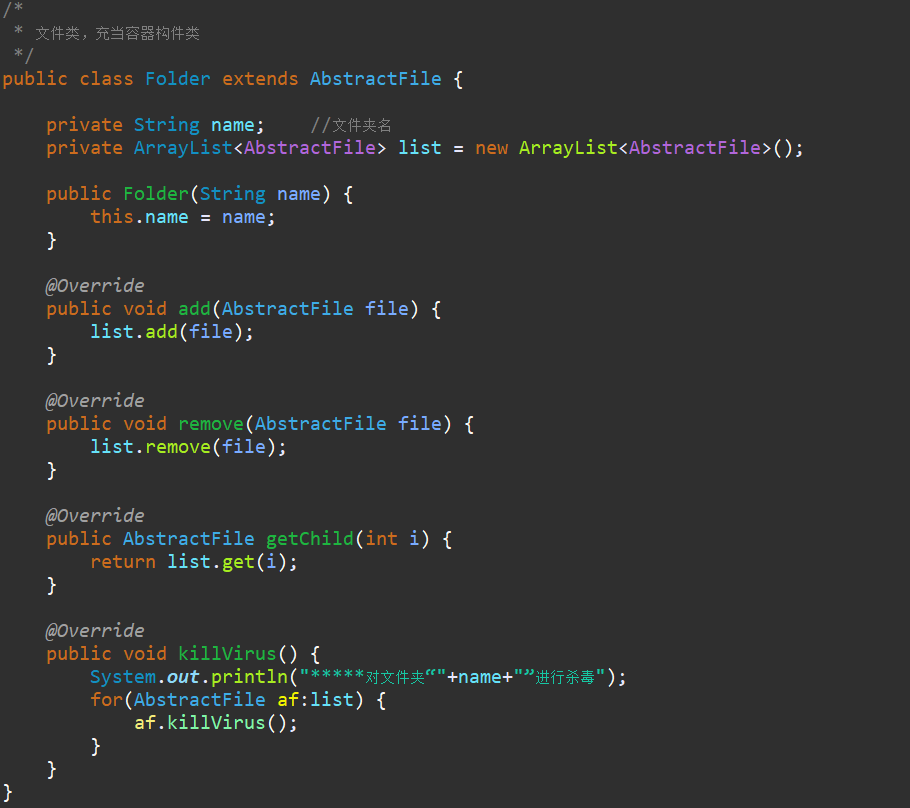 /*
 * 文件类，充当容器构件类
 */
public class Folder extends AbstractFile {
    private String name;    //文件夹名
    private ArrayList<AbstractFile> list = new ArrayList<AbstractFile>();
    public Folder(String name) {
        this.name = name;
    }
    @Override
    public void add(AbstractFile file) {
        list.add(file);
    }
    @Override
    public void remove(AbstractFile file) {
        list.remove(file);
    }
    @Override
    public AbstractFile getChild(int i) {
        return list.get(i);
    }
    @Override
    public void killVirus() {
        System.out.println("*****对文件夹“"+name+"”进行杀毒");
        for(AbstractFile af:list) {
            af.killVirus();
        }
    }
}